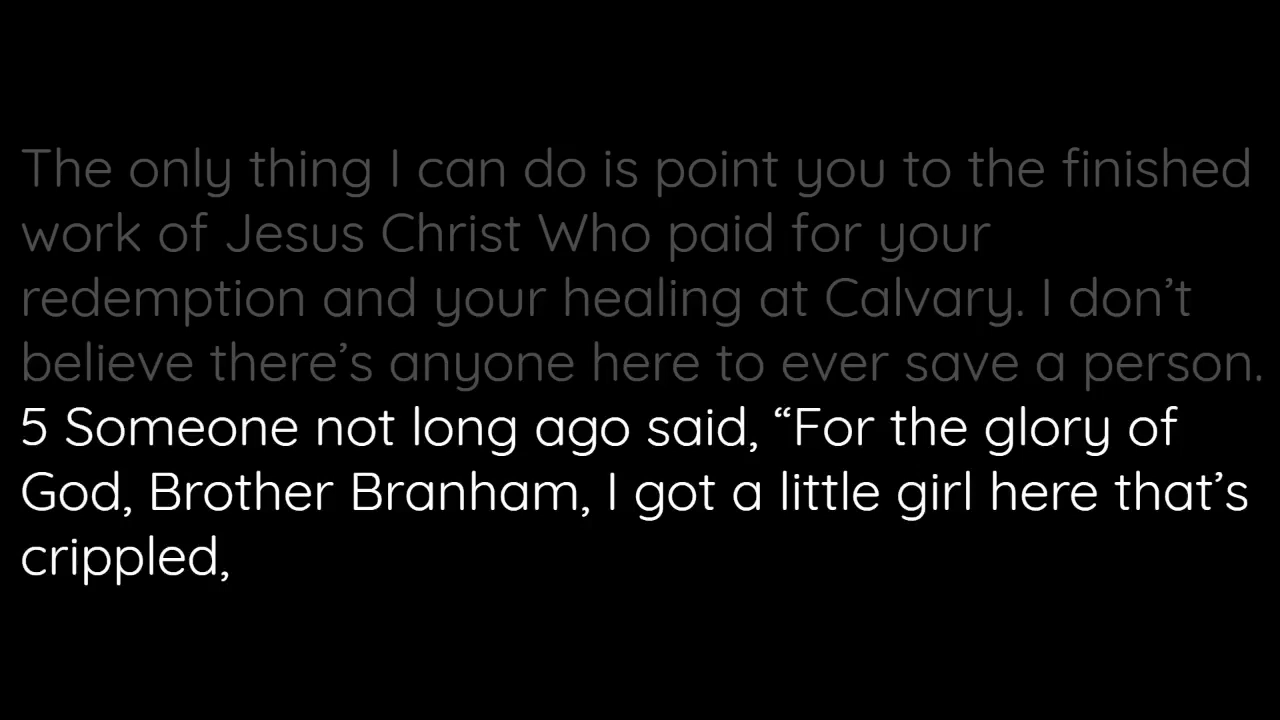 The only thing I can do is point you to the finished
work of Jesus Christ Who paid for your
redemption and your healing at Calvary. I don’t
believe there’s anyone here to ever save a person.
5 Someone not long ago said, “For the glory of
God, Brother Branham, I got a little girl here that’s
crippled,